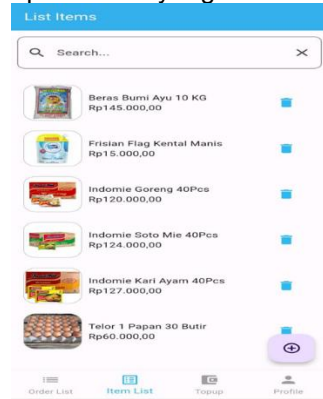 List Items
Search...
Beras Bumi Ayu 10 KG
Rp145.000,00
Frisian Flag Kental Manis
Rp15.000,00
Indomie Goreng 40Pcs
Rp120.000,00
Indomie Soto Mie 40Pcs
Rp124.000,00
Indomie Kari Ayam 40Pcs
Rp127.000,00
Telor 1 Papan 30 Butir
Rp60.000,00
Order List
Item List
Topup
Profile